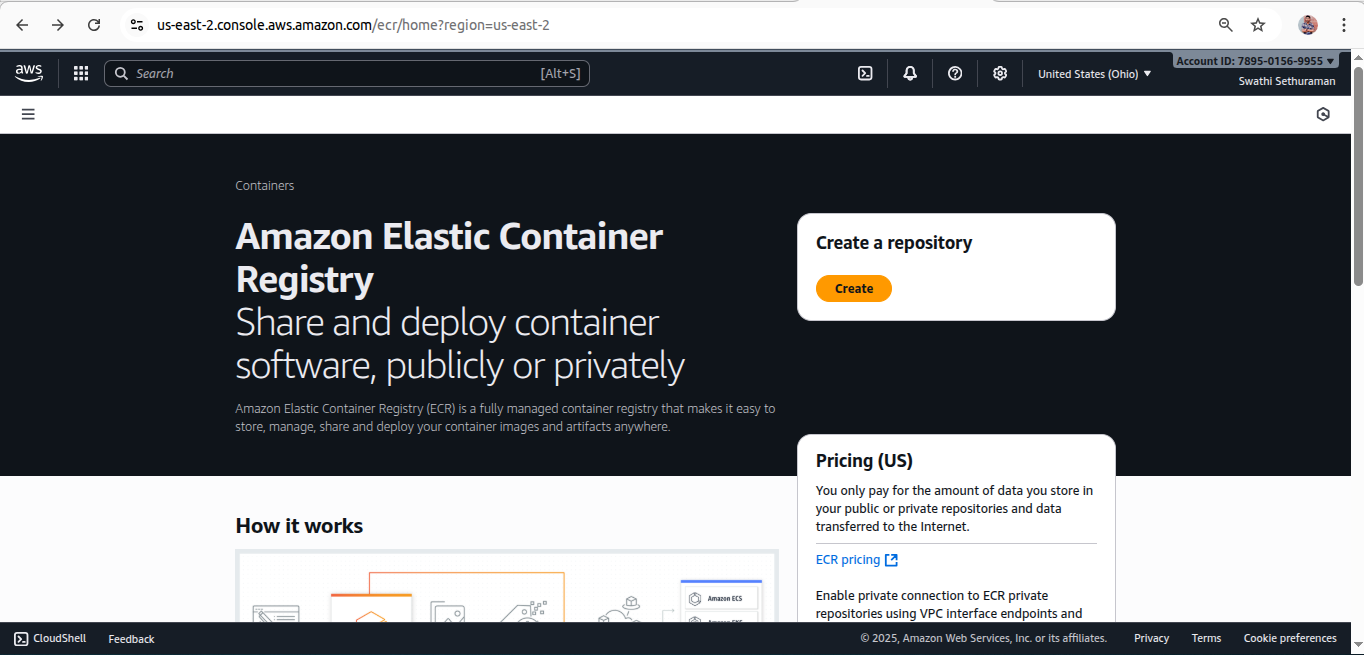 us-east-2.console.aws.amazon.com/ecr/home?region=us-east-2
aws
Search
[Alt+S]
United States (Ohio)
Account ID: 7895-0156-9955
Swathi Sethuraman
Containers
Amazon Elastic Container
Registry
Share and deploy container
software, publicly or privately
Amazon Elastic Container Registry (ECR) is a fully managed container registry that makes it easy to
store, manage, share and deploy your container images and artifacts anywhere.
Create a repository
Create
Pricing (US)
You only pay for the amount of data you store in
your public or private repositories and data
transferred to the Internet.
ECR pricing
Enable private connection to ECR private
repositories using VPC interface endpoints and
How it works
Amazon ECS
CloudShell
Feedback
© 2025, Amazon Web Services, Inc. or its affiliates.
Privacy
Terms
Cookie preferences